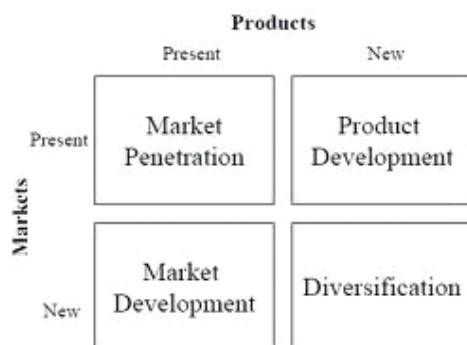 Products
Present New
Market
Penetration
Product
Development
Present
Markets
Market
Development
Diversification
New